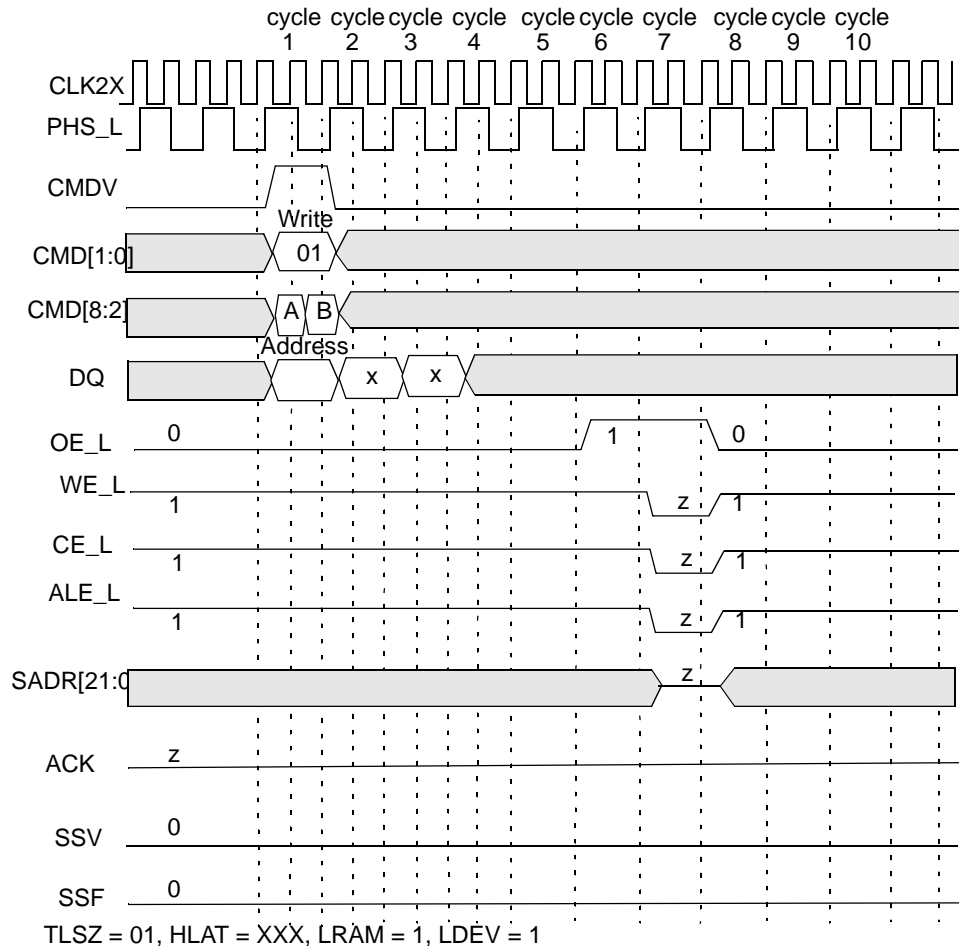 cycle cycle cycle cycle cycle cycle cycle cycle cycle cycle
1 2 3 4 5 6 7 8 9 10
CLK2X
PHS_L
CMDV
Write
CMD[1:0] 01
CMD[8:2] A B
Address
DQ x x
OE_L 0 1 0
WE_L 1 z 1
CE_L 1 z 1
ALE_L 1 z 1
SADR[21:0 z
ACK z
SSV 0
SSF 0
TLSZ = 01, HLAT = XXX, LRAM = 1, LDEV = 1